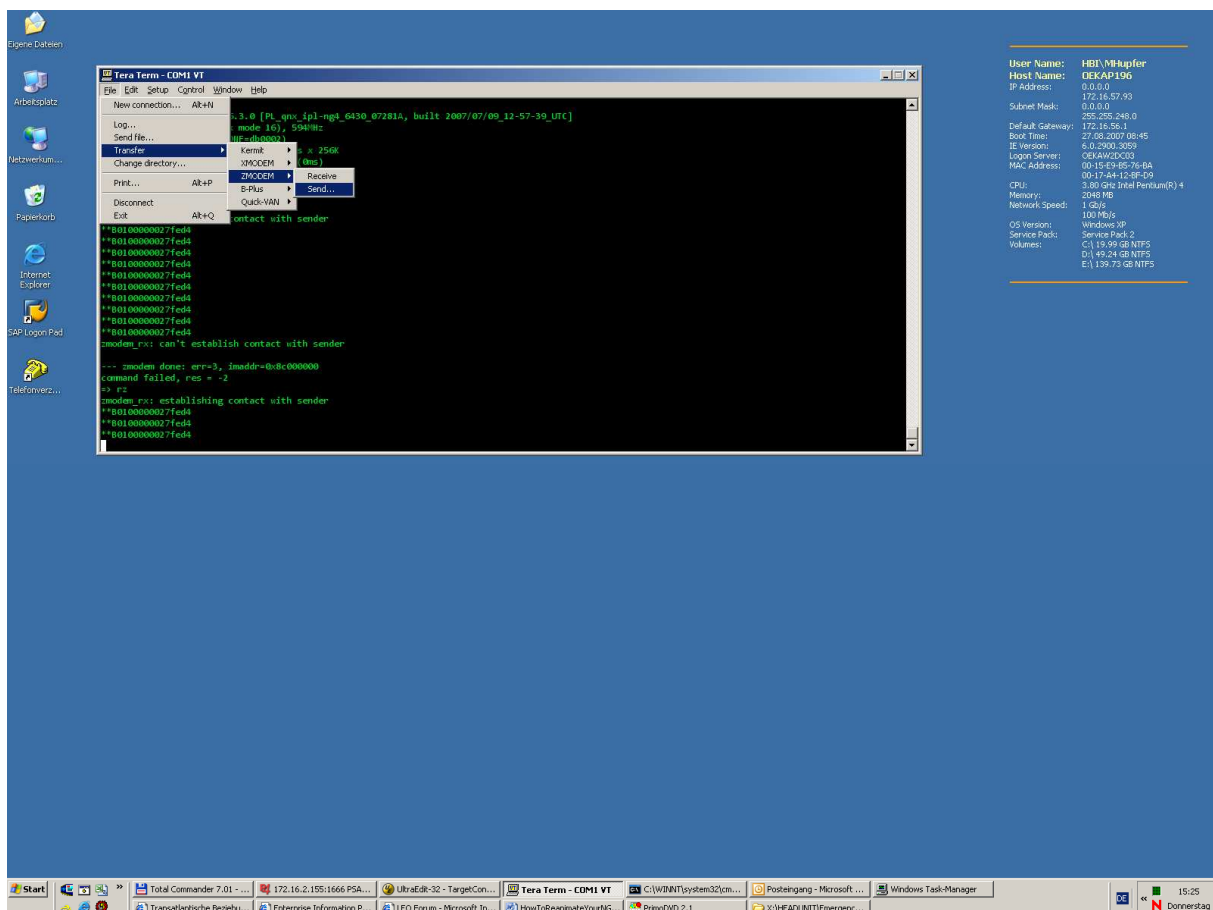 Eigene Dateien
Arbeitsplatz
Netzwerkum...
Papierkorb
Internet
Explorer
SAP Logon Pad
Telefonverz...
Tera Term - COM1 VT
File Edit Setup Control Window Help
New connection... Alt+N
Log...
Send file...
Transfer
Change directory...
Print... Alt+P
Disconnect
Exit Alt+Q
Kermit
XMODEM
ZMODEM
B-Plus
Quick-VAN
Receive
Send...
.3.0 [PL_qnx_ipl-ng4_6430_07281A, built 2007/07/09_12-57-39_UTC]
mode 16), 594MHz
=db0002)
s x 256K
(0ms)
contact with sender
**B0100000027fed4
**B0100000027fed4
**B0100000027fed4
**B0100000027fed4
**B0100000027fed4
**B0100000027fed4
**B0100000027fed4
**B0100000027fed4
**B0100000027fed4
**B0100000027fed4
zmodem_rx: can't establish contact with sender
--- zmodem done: err=3, imaddr=0x8c000000
command failed, res = -2
=> rz
zmodem_rx: establishing contact with sender
**B0100000027fed4
**B0100000027fed4
**B0100000027fed4
User Name: HBI\MHupfer
Host Name: OEKAP196
IP Address: 0.0.0.0
172.16.57.93
Subnet Mask: 0.0.0.0
255.255.248.0
Default Gateway: 172.16.56.1
Boot Time: 27.08.2007 08:45
IE Version: 6.0.2900.3059
Logon Server: OEKAW2DC03
MAC Address: 00-15-E9-B5-76-BA
00-17-A4-12-BF-D9
CPU: 3.80 GHz Intel Pentium(R) 4
Memory: 2048 MB
Network Speed: 1 Gb/s
100 Mb/s
OS Version: Windows XP
Service Pack: Service Pack 2
Volumes: C:\ 19.99 GB NTFS
D:\ 49.24 GB NTFS
E:\ 139.73 GB NTFS
Start » Total Commander 7.01 - ... 172.16.2.155:1666 PSA... UltraEdit-32 - TargetCon... Tera Term - COM1 VT C:\WINNT\system32\cm... Posteingang - Microsoft ... Windows Task-Manager DE « 15:25
Transatlantische Beziehu... Enterprise Information P... LEO Forum - Microsoft In... HowToReanimateYourNG... PrimoDVD 2.1 X:\HEADUNIT\Emergenc... Donnerstag